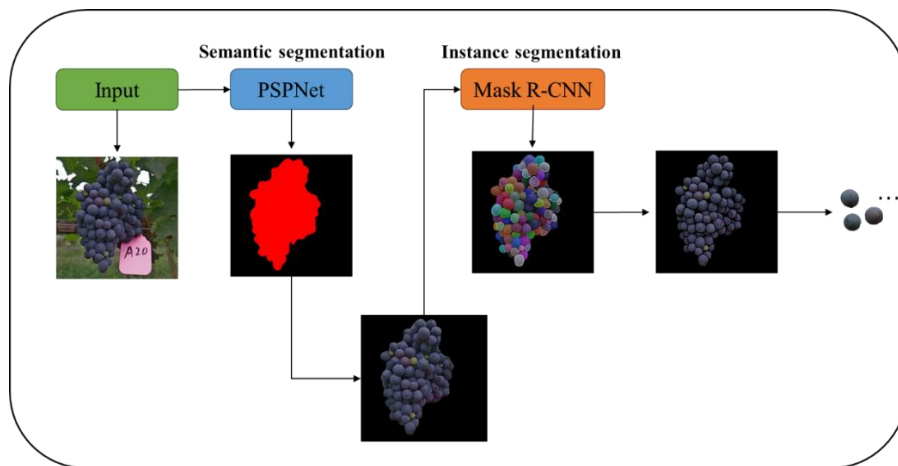 Semantic segmentation
Instance segmentation
Input
PSPNet
Mask R-CNN
A20
...